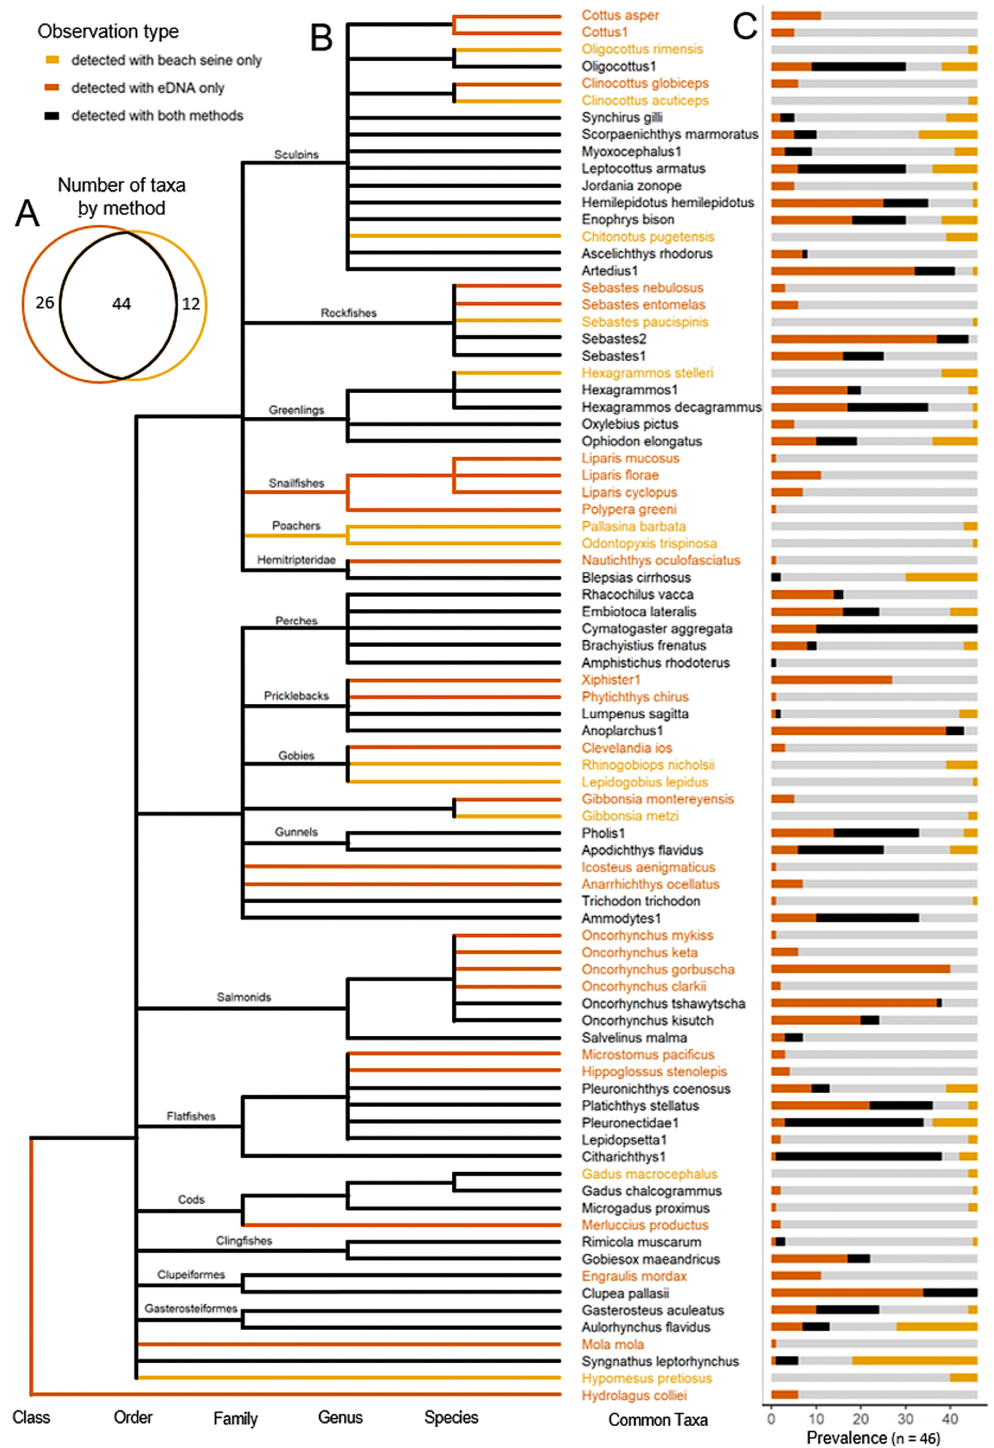 Observation type
detected with beach seine only
detected with eDNA only
detected with both methods
A
Number of taxa
by method
26
44
12
B
Sculpins
Rockfishes
Greenlings
Snailfishes
Poachers
Hemitripteridae
Perches
Pricklebacks
Gobies
Gunnels
Salmonids
Flatfishes
Cods
Clingfishes
Clupeiformes
Gasterosteiformes
Class
Order
Family
Genus
Species
Cottus asper
Cottus1
Oligocottus rimensis
Oligocottus1
Clinocottus globiceps
Clinocottus acuticeps
Synchirus gilli
Scorpaenichthys marmoratus
Myoxocephalus1
Leptocottus armatus
Jordania zonope
Hemilepidotus hemilepidotus
Enophrys bison
Chitonotus pugetensis
Ascelichthys rhodorus
Artedius1
Sebastes nebulosus
Sebastes entomelas
Sebastes paucispinis
Sebastes2
Sebastes1
Hexagrammos stelleri
Hexagrammos1
Hexagrammos decagrammus
Oxylebius pictus
Ophiodon elongatus
Liparis mucosus
Liparis florae
Liparis cyclopus
Polypera greeni
Pallasina barbata
Odontopyxis trispinosa
Nautichthys oculofasciatus
Blepsias cirrhosus
Rhacochilus vacca
Embiotoca lateralis
Cymatogaster aggregata
Brachyistius frenatus
Amphistichus rhodoterus
Xiphister1
Phytichthys chirus
Lumpenus sagitta
Anoplarchus1
Clevelandia ios
Rhinogobiops nicholsii
Lepidogobius lepidus
Gibbonsia montereyensis
Gibbonsia metzi
Pholis1
Apodichthys flavidus
Icosteus aenigmaticus
Anarrhichthys ocellatus
Trichodon trichodon
Ammodytes1
Oncorhynchus mykiss
Oncorhynchus keta
Oncorhynchus gorbuscha
Oncorhynchus clarkii
Oncorhynchus tshawytscha
Oncorhynchus kisutch
Salvelinus malma
Microstomus pacificus
Hippoglossus stenolepis
Pleuronichthys coenosus
Platichthys stellatus
Pleuronectidae1
Lepidopsetta1
Citharichthys1
Gadus macrocephalus
Gadus chalcogrammus
Microgadus proximus
Merluccius productus
Rimicola muscarum
Gobiesox maeandricus
Engraulis mordax
Clupea pallasii
Gasterosteus aculeatus
Aulorhynchus flavidus
Mola mola
Syngnathus leptorhynchus
Hypomesus pretiosus
Hydrolagus colliei
Common Taxa
C
0 10 20 30 40
Prevalence (n = 46)